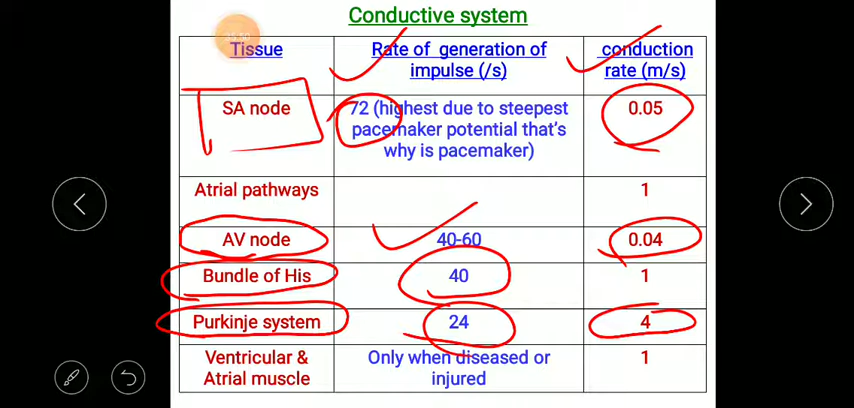 Conductive system
35:50
Tissue
Rate of generation of
impulse (/s)
conduction
rate (m/s)
SA node
72 (highest due to steepest
pacemaker potential that's
why is pacemaker)
0.05
Atrial pathways
1
AV node
40-60
0.04
Bundle of His
40
1
Purkinje system
24
4
Ventricular &
Atrial muscle
Only when diseased or
injured
1